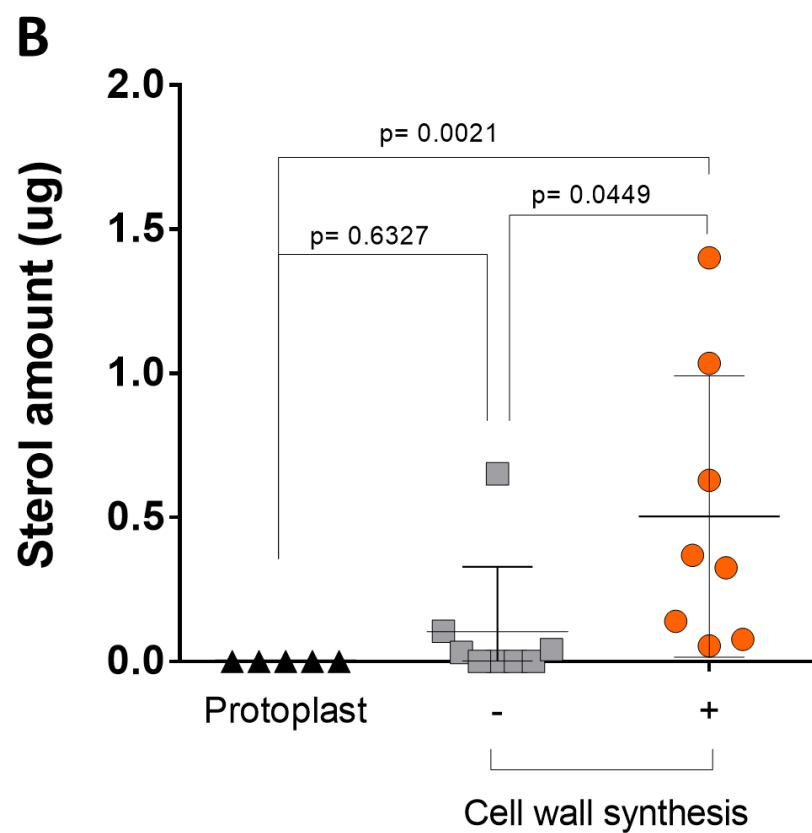 B
Sterol amount (ug)
2.0
1.5
1.0
0.5
0.0
p= 0.0021
p= 0.0449
p= 0.6327
Protoplast - +
Cell wall synthesis